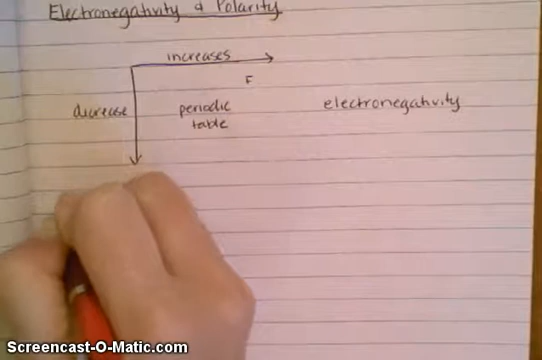 Electronegativity & Polarity
increases
F
decrease
periodic
table
electronegativity
Screencast-O-Matic.com